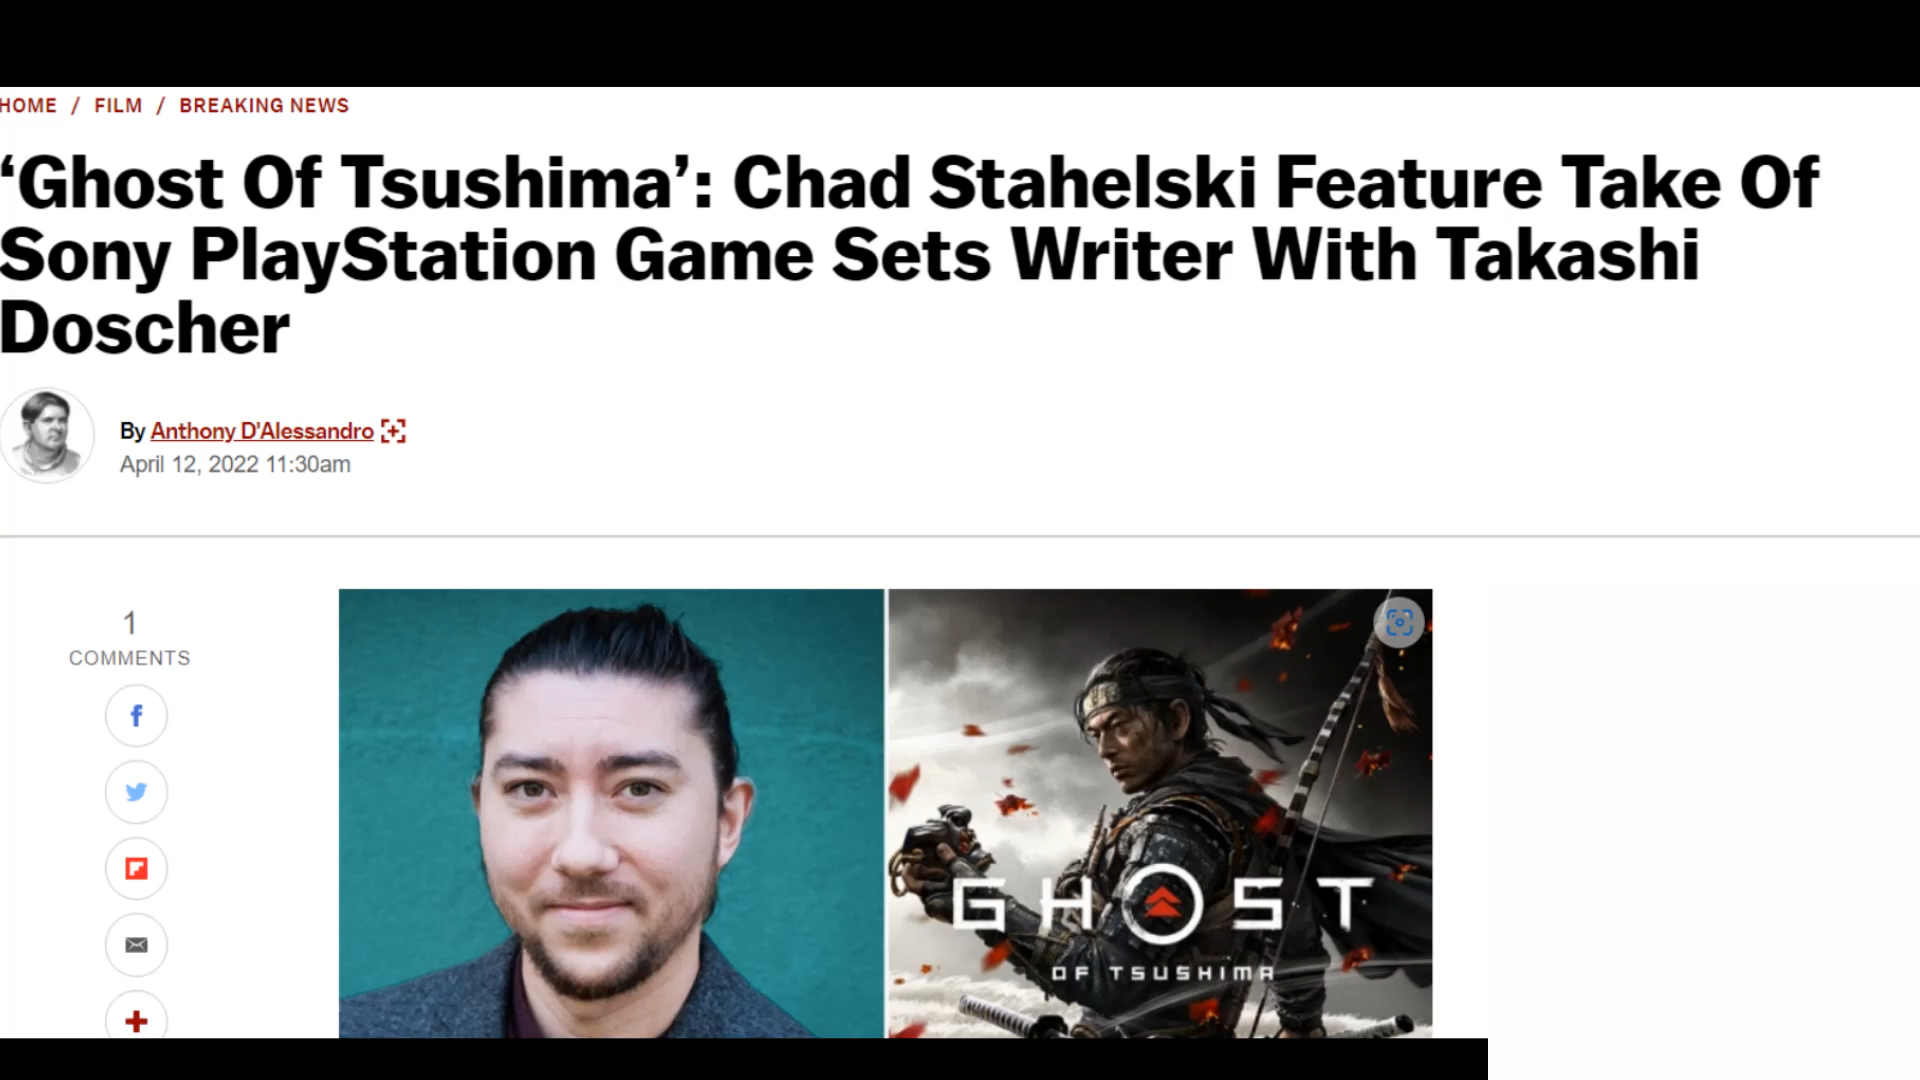 HOME / FILM / BREAKING NEWS
‘Ghost Of Tsushima’: Chad Stahelski Feature Take Of
Sony PlayStation Game Sets Writer With Takashi
Doscher
By Anthony D'Alessandro
April 12, 2022 11:30am
1
COMMENTS
GHOST
OF TSUSHIMA